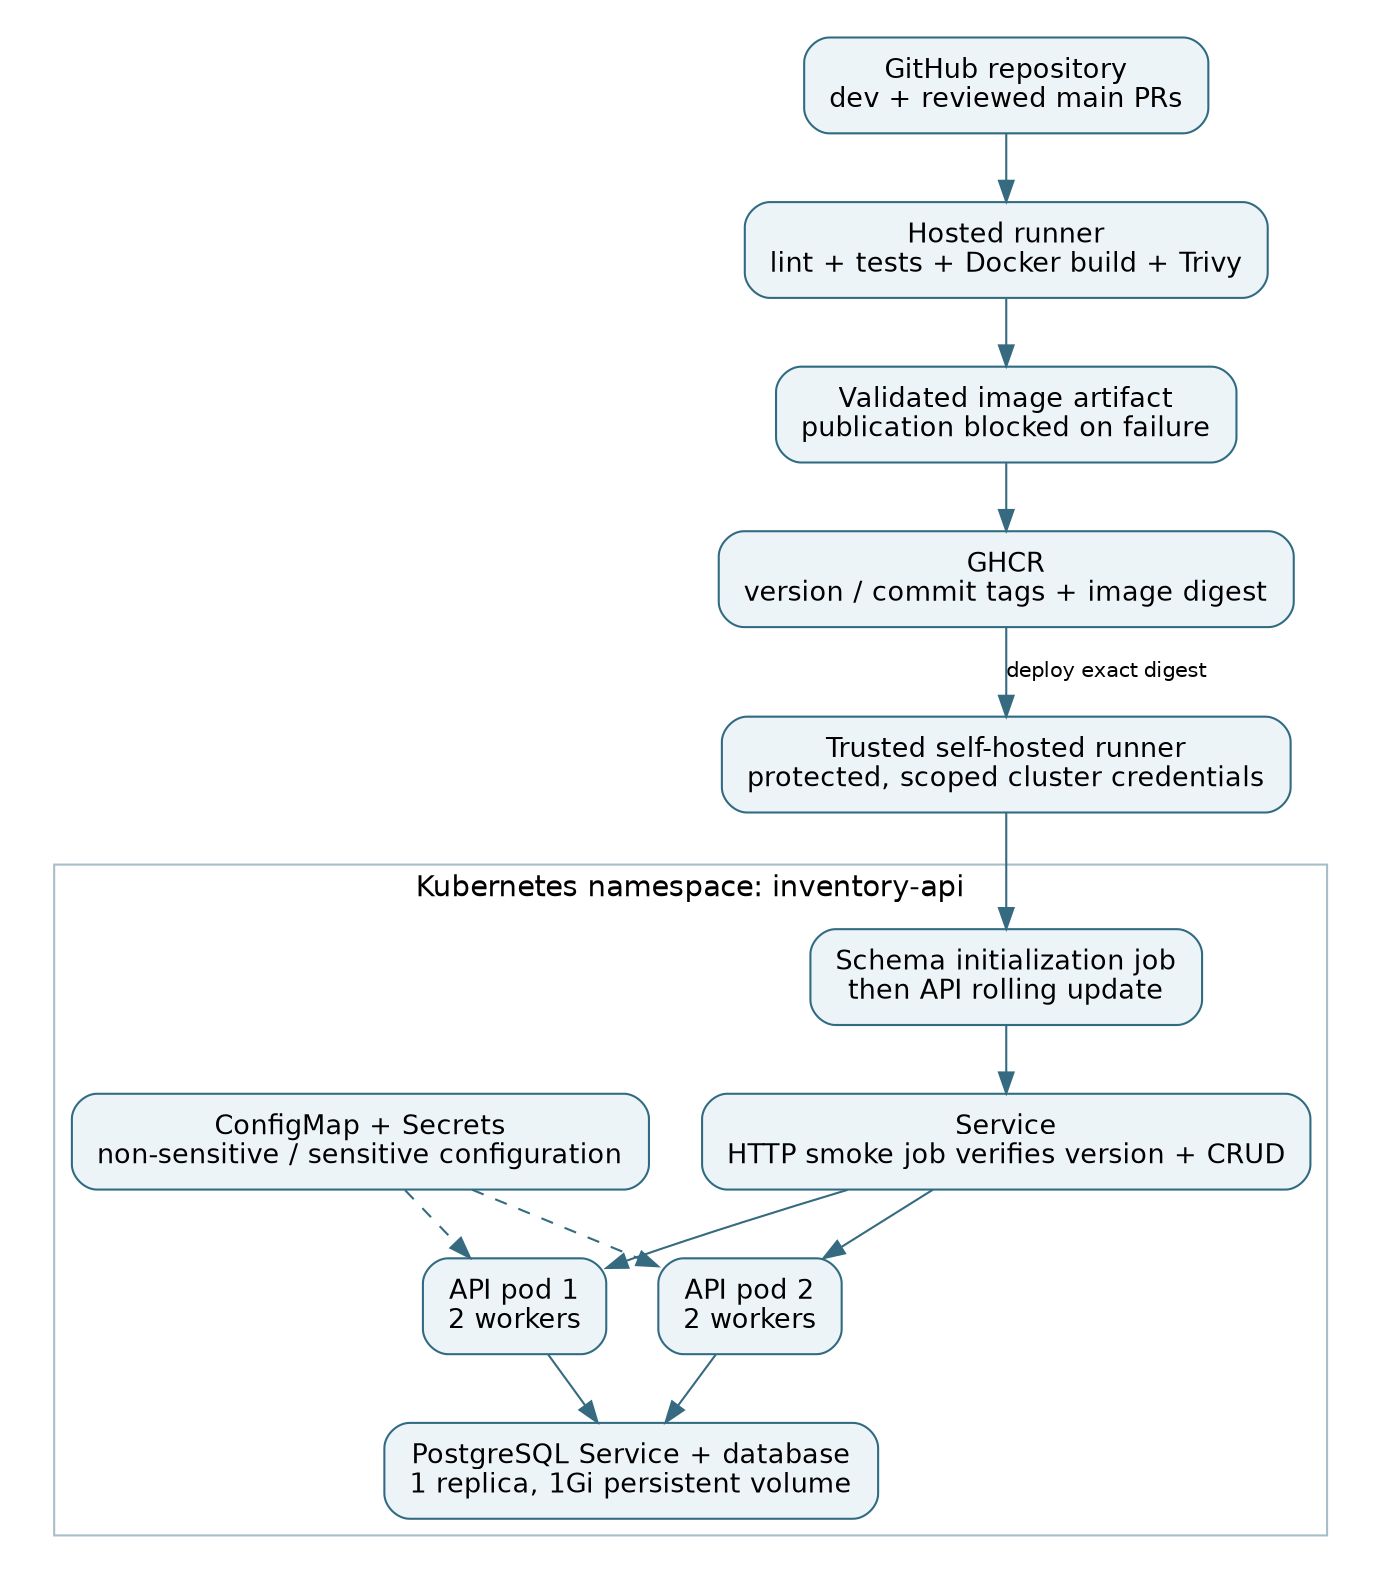 GitHub repository
dev + reviewed main PRs
Hosted runner
lint + tests + Docker build + Trivy
Validated image artifact
publication blocked on failure
GHCR
version / commit tags + image digest
deploy exact digest
Trusted self-hosted runner
protected, scoped cluster credentials
Kubernetes namespace: inventory-api
Schema initialization job
then API rolling update
ConfigMap + Secrets
non-sensitive / sensitive configuration
Service
HTTP smoke job verifies version + CRUD
API pod 1
2 workers
API pod 2
2 workers
PostgreSQL Service + database
1 replica, 1Gi persistent volume